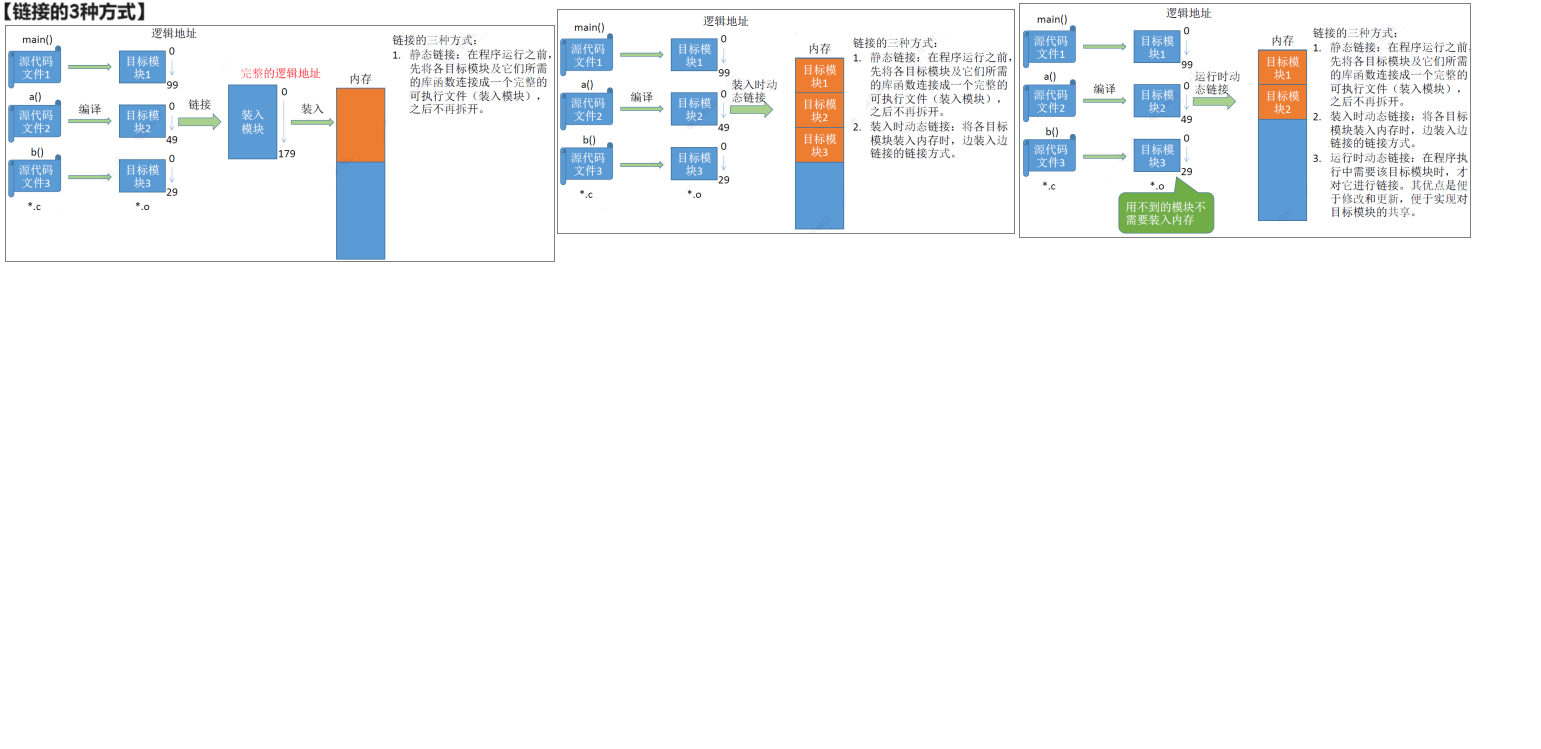 【链接的3种方式】
逻辑地址
main()
源代码
文件1
目标模
块1
0
99
a()
源代码
文件2
编译
目标模
块2
0
49
链接
b()
源代码
文件3
目标模
块3
0
29
*.c
*.o
完整的逻辑地址
装入
模块
0
179
装入
内存
链接的三种方式：
1. 静态链接：在程序运行之前，
先将各目标模块及它们所需
的库函数连接成一个完整的
可执行文件（装入模块），
之后不再拆开。
逻辑地址
main()
源代码
文件1
目标模
块1
0
99
a()
源代码
文件2
编译
目标模
块2
0
49
装入时动
态链接
b()
源代码
文件3
目标模
块3
0
29
*.c
*.o
内存
目标模
块1
目标模
块2
目标模
块3
链接的三种方式：
1. 静态链接：在程序运行之前，
先将各目标模块及它们所需
的库函数连接成一个完整的
可执行文件（装入模块），
之后不再拆开。
2. 装入时动态链接：将各目标
模块装入内存时，边装入边
链接的链接方式。
逻辑地址
main()
源代码
文件1
目标模
块1
0
99
a()
源代码
文件2
编译
目标模
块2
0
49
运行时动
态链接
b()
源代码
文件3
目标模
块3
0
29
*.c
*.o
用不到的模块不
需要装入内存
内存
目标模
块1
目标模
块2
链接的三种方式：
1. 静态链接：在程序运行之前，
先将各目标模块及它们所需
的库函数连接成一个完整的
可执行文件（装入模块），
之后不再拆开。
2. 装入时动态链接：将各目标
模块装入内存时，边装入边
链接的链接方式。
3. 运行时动态链接：在程序执
行中需要该目标模块时，才
对它进行链接。其优点是便
于修改和更新，便于实现对
目标模块的共享。